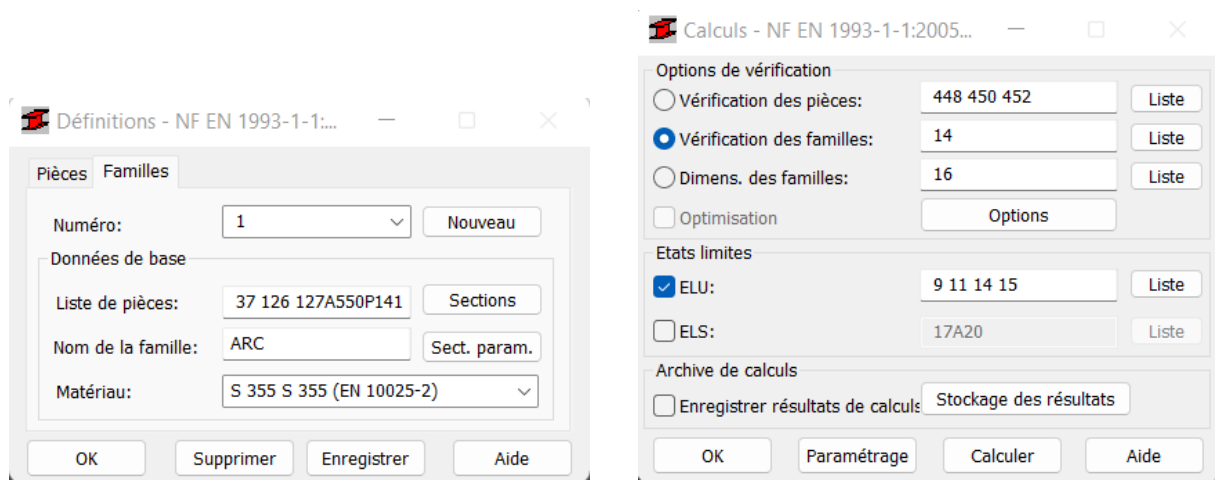 Définitions - NF EN 1993-1-1:...
Pièces Familles
Numéro: 1 Nouveau
Données de base
Liste de pièces: 37 126 127A550P141 Sections
Nom de la famille: ARC Sect. param.
Matériau: S 355 S 355 (EN 10025-2)
OK Supprimer Enregistrer Aide
Calculs - NF EN 1993-1-1:2005...
Options de vérification
Vérification des pièces: 448 450 452 Liste
Vérification des familles: 14 Liste
Dimens. des familles: 16 Liste
Optimisation Options
Etats limites
ELU: 9 11 14 15 Liste
ELS: 17A20 Liste
Archive de calculs
Enregistrer résultats de calculs Stockage des résultats
OK Paramétrage Calculer Aide